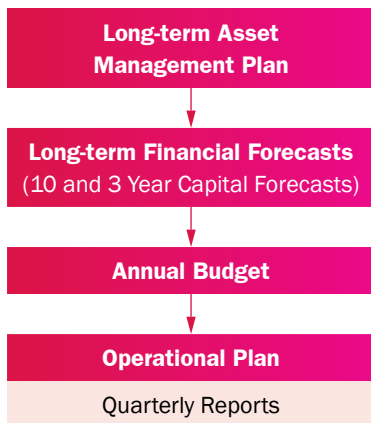 Long-term Asset
Management Plan
Long-term Financial Forecasts
(10 and 3 Year Capital Forecasts)
Annual Budget
Operational Plan
Quarterly Reports